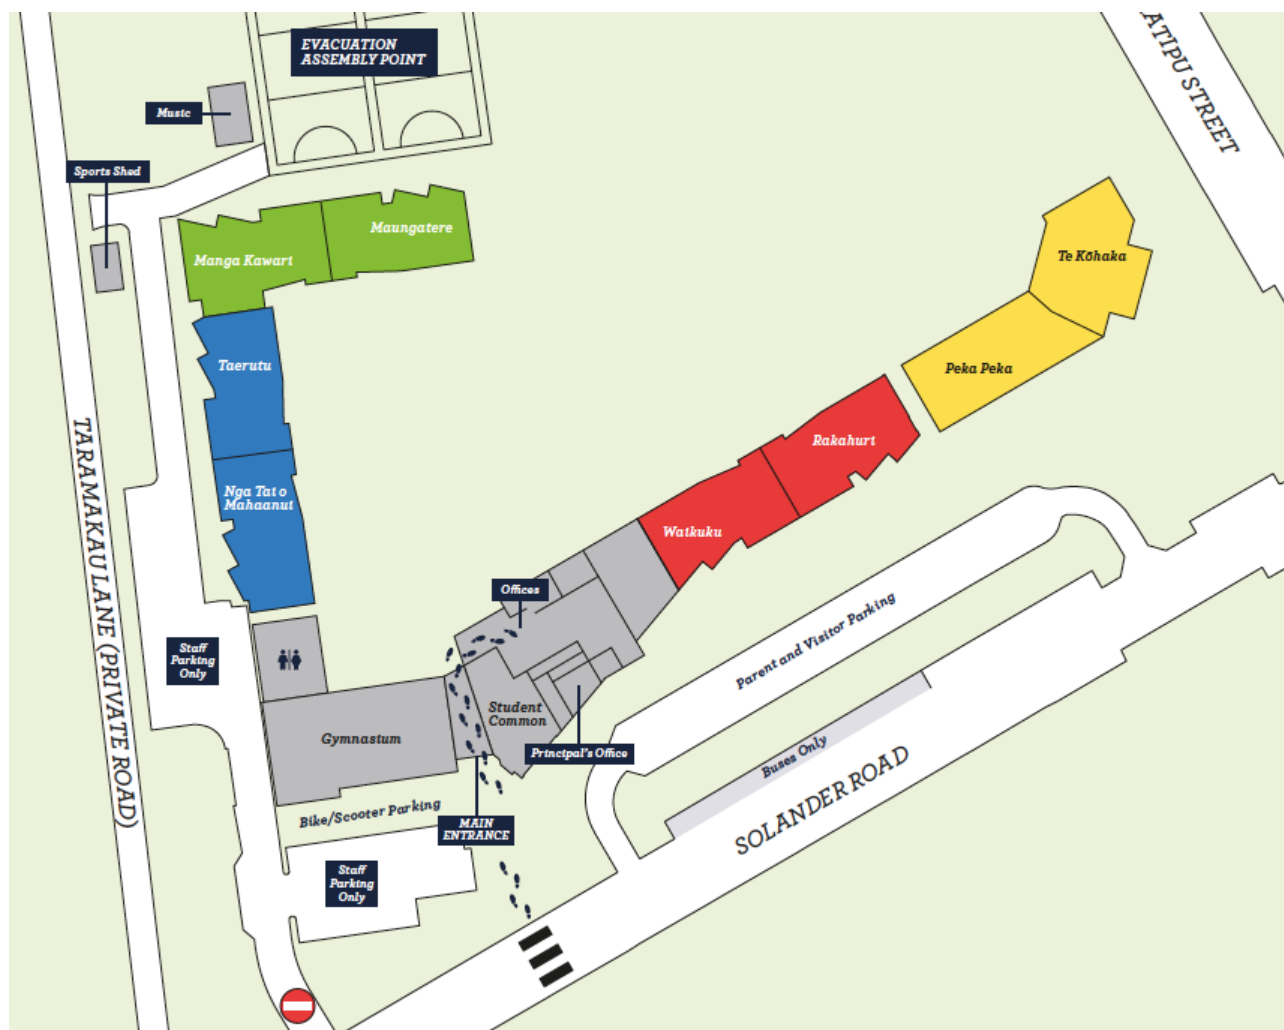 EVACUATION
ASSEMBLY POINT
ATIPU STREET
Music
Sports Shed
Maungatere
Manga Kawari
Te Kōhaka
Taerutu
Peka Peka
Rakahuri
Nga Tai o
Mahaanui
Waikuku
TARAMAKAU LANE (PRIVATE ROAD)
Offices
Parent and Visitor Parking
Staff
Parking
Only
Student
Common
Gymnasium
Principal's Office
Buses Only
SOLANDER ROAD
Bike/Scooter Parking
MAIN
ENTRANCE
Staff
Parking
Only